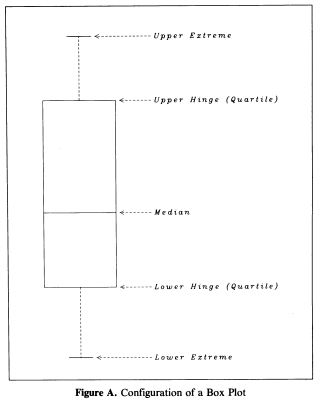 Upper Extreme
Upper Hinge (Quartile)
Median
Lower Hinge (Quartile)
Lower Extreme
Figure A. Configuration of a Box Plot